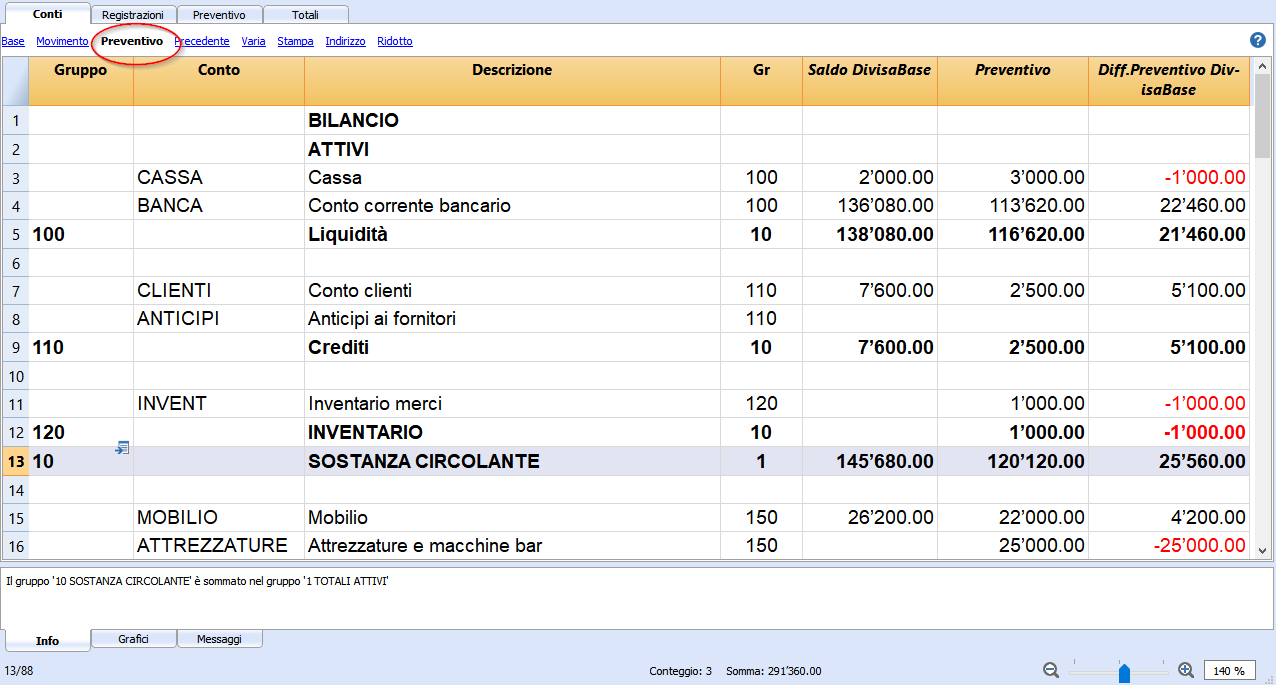 Conti Registrazioni Preventivo Totali
Base Movimento Preventivo Precedente Varia Stampa Indirizzo Ridotto ?
Gruppo Conto Descrizione Gr Saldo DivisaBase Preventivo Diff.Preventivo Div-
isaBase
1 BILANCIO
2 ATTIVI
3 CASSA Cassa 100 2’000.00 3’000.00 -1’000.00
4 BANCA Conto corrente bancario 100 136’080.00 113’620.00 22’460.00
5 100 Liquidità 10 138’080.00 116’620.00 21’460.00
6
7 CLIENTI Conto clienti 110 7’600.00 2’500.00 5’100.00
8 ANTICIPI Anticipi ai fornitori 110
9 110 Crediti 10 7’600.00 2’500.00 5’100.00
10
11 INVENT Inventario merci 120 1’000.00 -1’000.00
12 120 INVENTARIO 10 1’000.00 -1’000.00
13 10 SOSTANZA CIRCOLANTE 1 145’680.00 120’120.00 25’560.00
14
15 MOBILIO Mobilio 150 26’200.00 22’000.00 4’200.00
16 ATTREZZATURE Attrezzature e macchine bar 150 25’000.00 -25’000.00
Il gruppo '10 SOSTANZA CIRCOLANTE' è sommato nel gruppo '1 TOTALI ATTIVI'
Info Grafici Messaggi
13/88 Conteggio: 3 Somma: 291’360.00 140 %